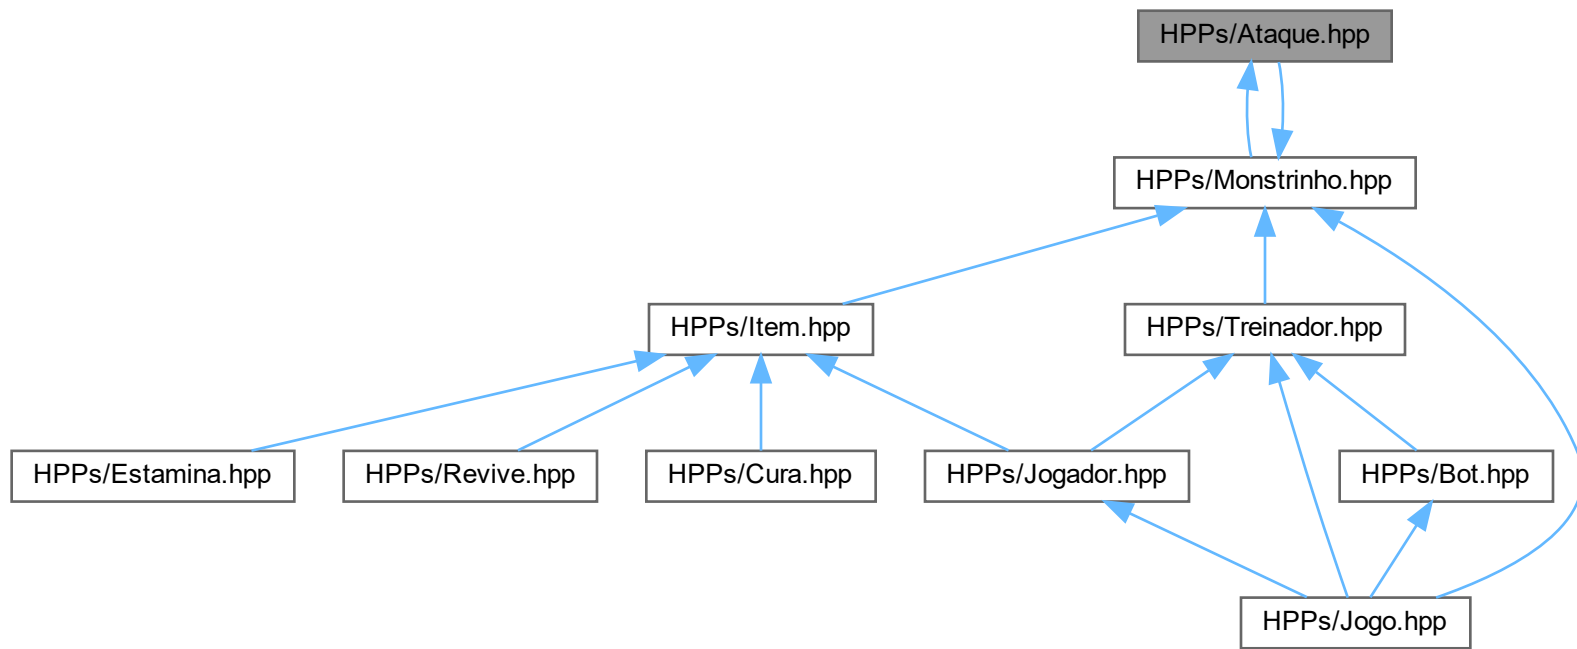 HPPs/Ataque.hpp
HPPs/Monstrinho.hpp
HPPs/Item.hpp
HPPs/Treinador.hpp
HPPs/Estamina.hpp
HPPs/Revive.hpp
HPPs/Cura.hpp
HPPs/Jogador.hpp
HPPs/Bot.hpp
HPPs/Jogo.hpp